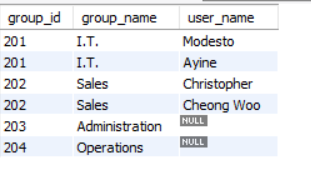 group_id group_name user_name
201 I.T. Modesto
201 I.T. Ayine
202 Sales Christopher
202 Sales Cheong Woo
203 Administration NULL
204 Operations NULL